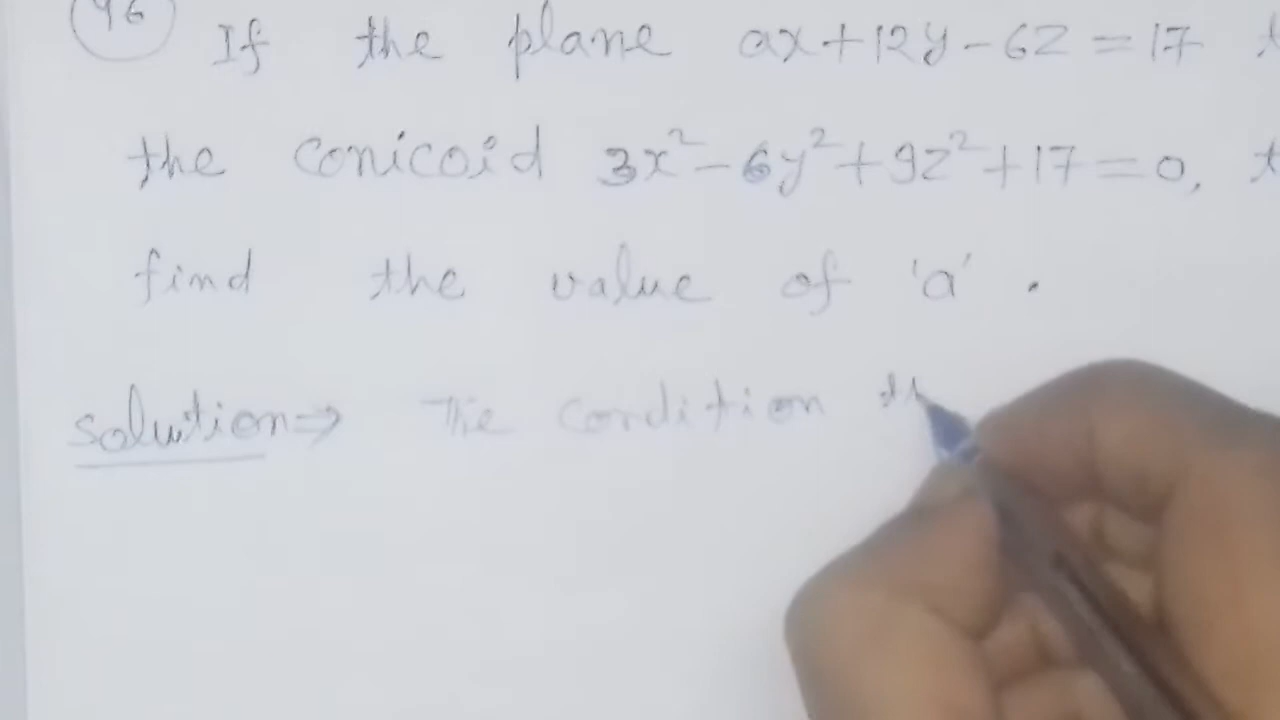 46 If the plane ax+12y-6z=17
the conicoid 3x²-6y²+9z²+17=0,
find the value of 'a'.
Solution⇒ The condition